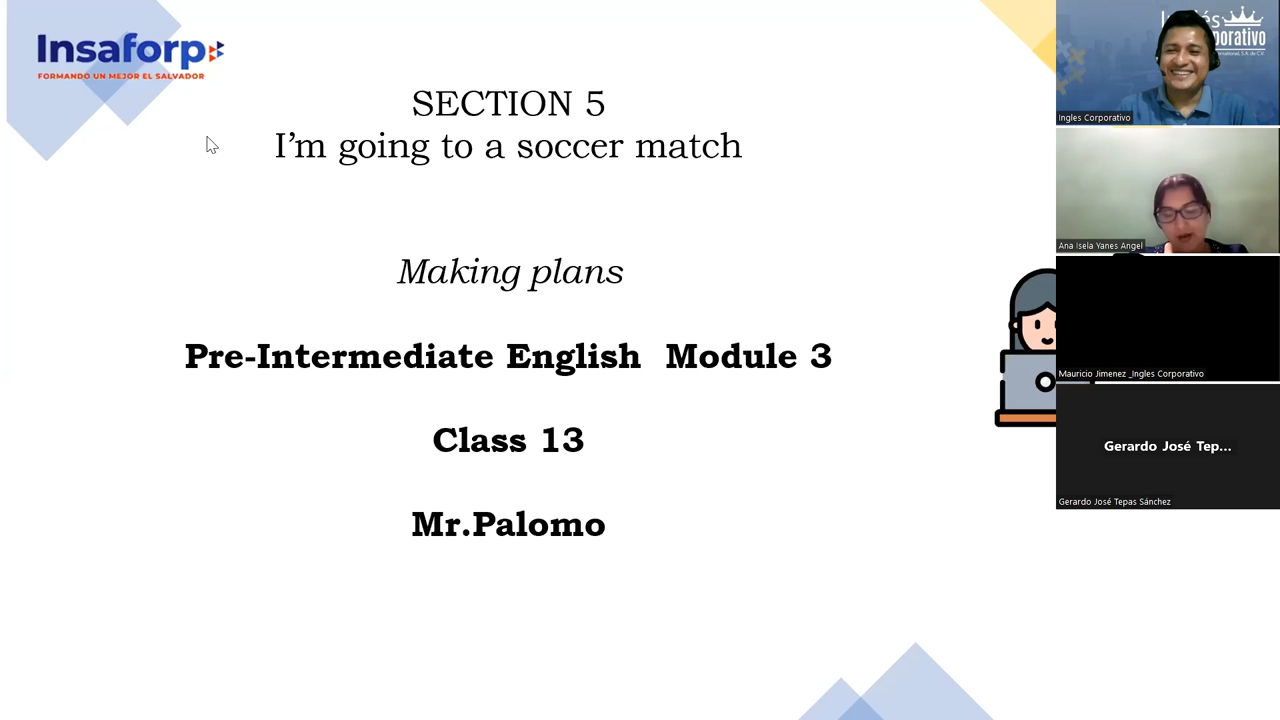 Insaforp
FORMANDO UN MEJOR EL SALVADOR
SECTION 5
I'm going to a soccer match
Making plans
Pre-Intermediate English Module 3
Class 13
Mr.Palomo
Ingles Corporativo
Ana Isela Yanes Angel
Mauricio Jimenez _Ingles Corporativo
Gerardo José Tep...
Gerardo José Tepas Sánchez